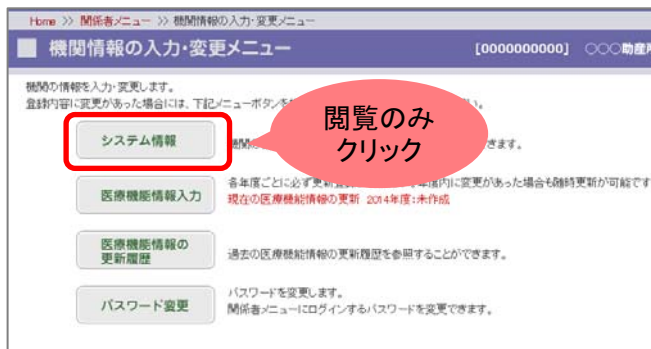 Home >> 関係者メニュー >> 機関情報の入力・変更メニュー
機関情報の入力・変更メニュー [0000000000] ○○○助産所
機関の情報を入力・変更します。
登録内容に変更があった場合には、下記メニューボタンを
い。
閲覧のみ
クリック
システム情報
きます。
医療機能情報入力
各年度ごとに必ず更新
年度内に変更があった場合も随時更新が可能です
現在の医療機能情報の更新 2014年度:未作成
医療機能情報の
更新履歴
過去の医療機能情報の更新履歴を参照することができます。
パスワード変更
パスワードを変更します。
関係者メニューにログインするパスワードを変更できます。